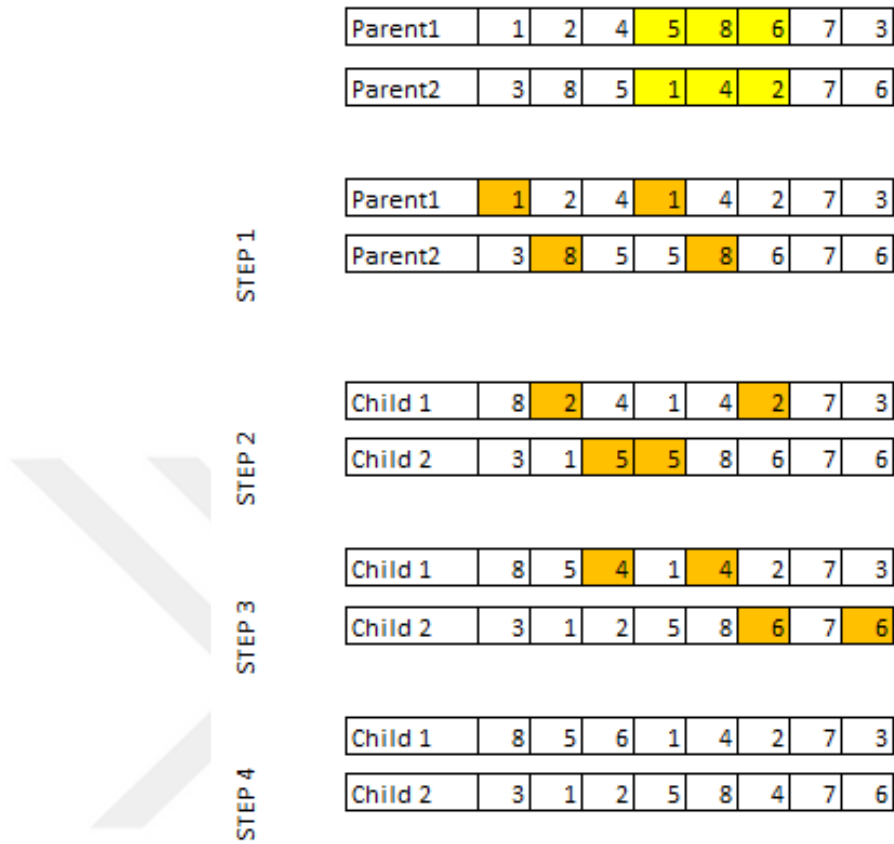 Parent1 1 2 4 5 8 6 7 3
Parent2 3 8 5 1 4 2 7 6
STEP 1
Parent1 1 2 4 1 4 2 7 3
Parent2 3 8 5 5 8 6 7 6
STEP 2
Child 1 8 2 4 1 4 2 7 3
Child 2 3 1 5 5 8 6 7 6
STEP 3
Child 1 8 5 4 1 4 2 7 3
Child 2 3 1 2 5 8 6 7 6
STEP 4
Child 1 8 5 6 1 4 2 7 3
Child 2 3 1 2 5 8 4 7 6